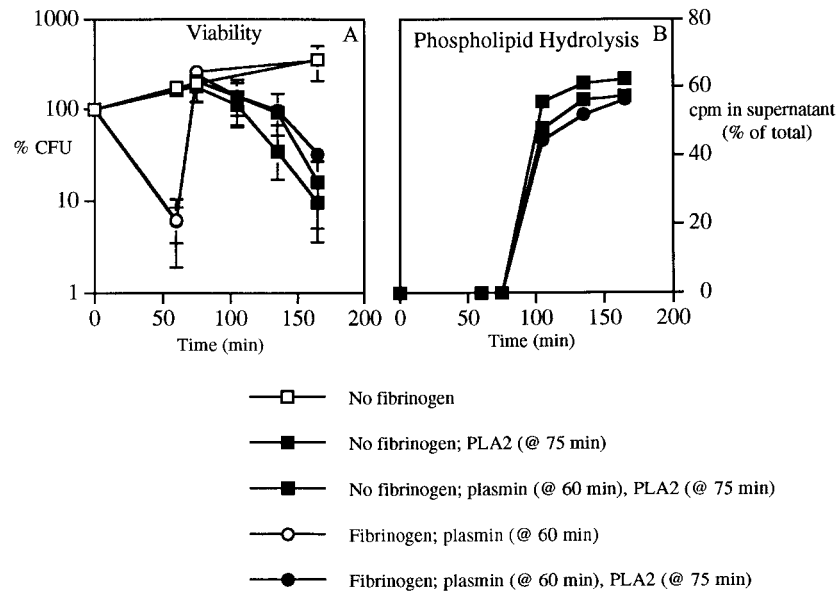 Viability
A
1000
100
% CFU
10
1
0
50
100
150
200
Time (min)
Phospholipid Hydrolysis
B
80
60
cpm in supernatant
(% of total)
40
20
0
0
50
100
150
200
Time (min)
No fibrinogen
No fibrinogen; PLA2 (@ 75 min)
No fibrinogen; plasmin (@ 60 min), PLA2 (@ 75 min)
Fibrinogen; plasmin (@ 60 min)
Fibrinogen; plasmin (@ 60 min), PLA2 (@ 75 min)